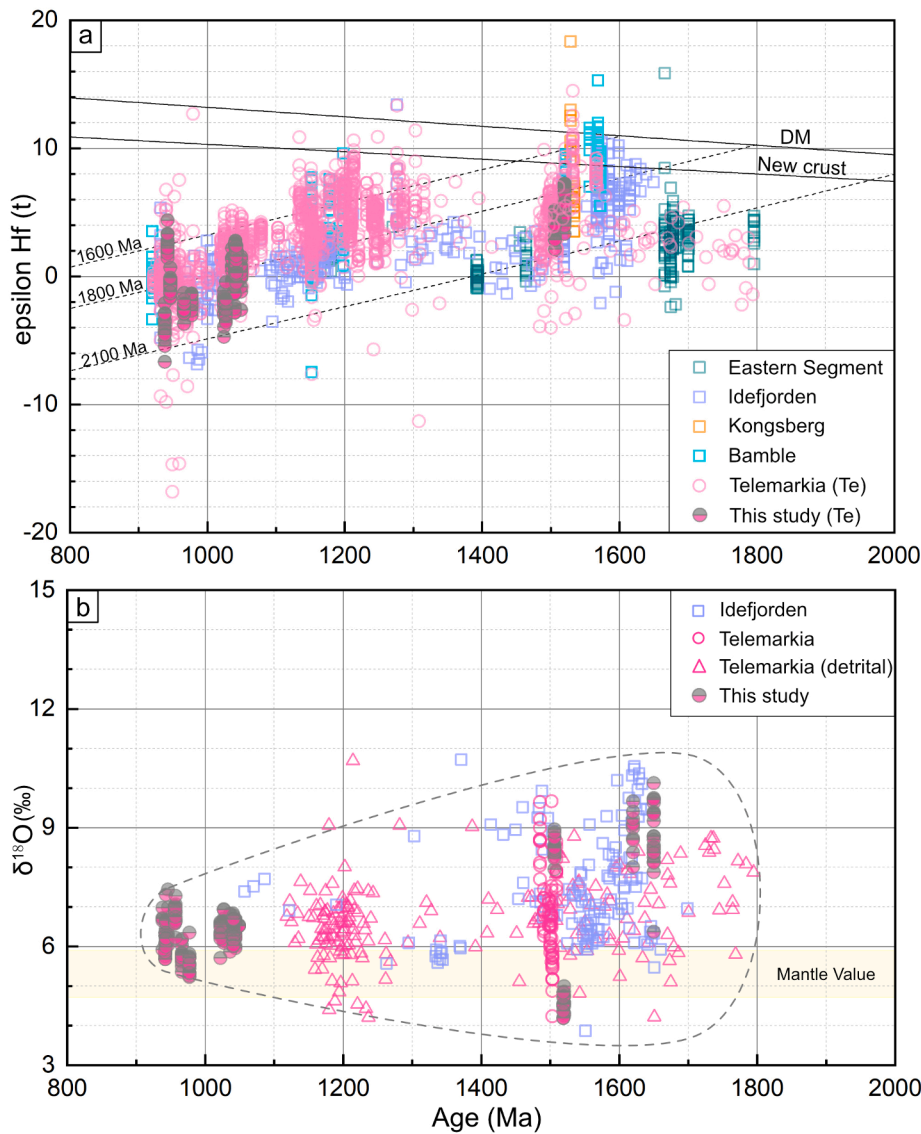 a
20
10
0
-10
-20
epsilon Hf (t)
DM
New crust
1600 Ma
1800 Ma
2100 Ma
Eastern Segment
Idefjorden
Kongsberg
Bamble
Telemarkia (Te)
This study (Te)
800 1000 1200 1400 1600 1800 2000
b
15
12
9
6
3
δ¹⁸O(‰)
Idefjorden
Telemarkia
Telemarkia (detrital)
This study
Mantle Value
800 1000 1200 1400 1600 1800 2000
Age (Ma)